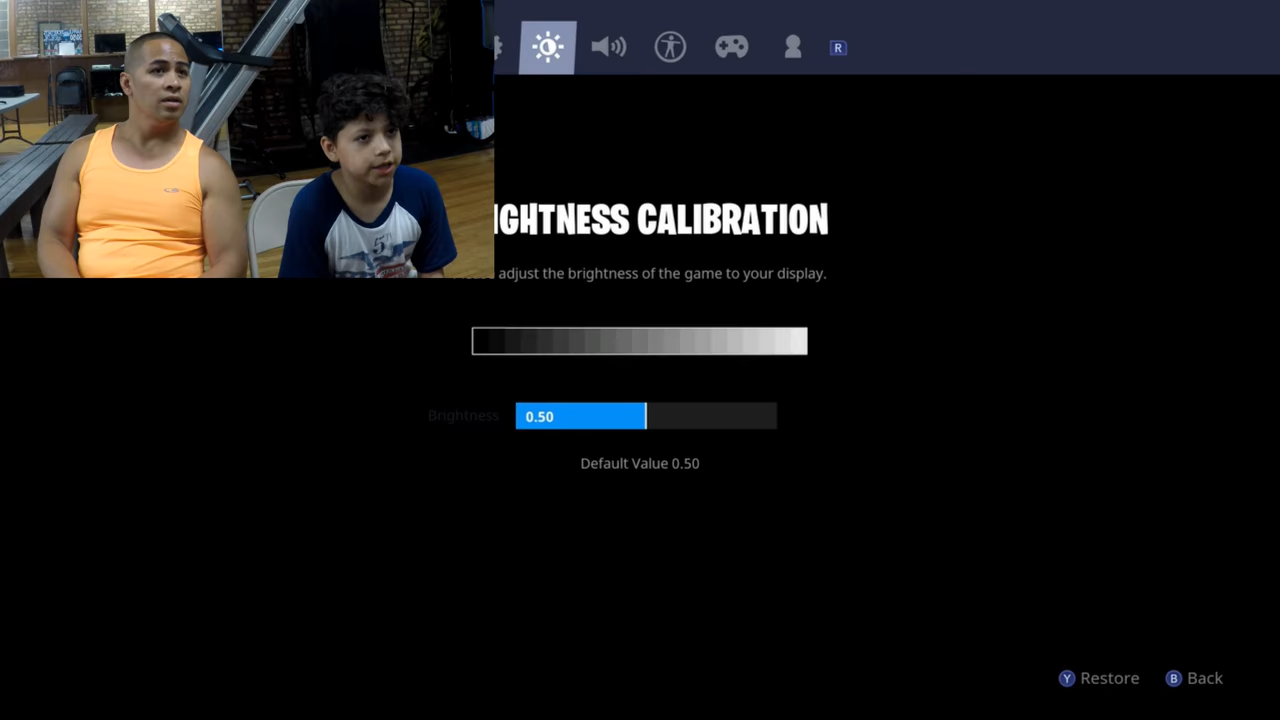 R
IGHTNESS CALIBRATION
adjust the brightness of the game to your display.
Brightness
0.50
Default Value 0.50
Y Restore
B Back